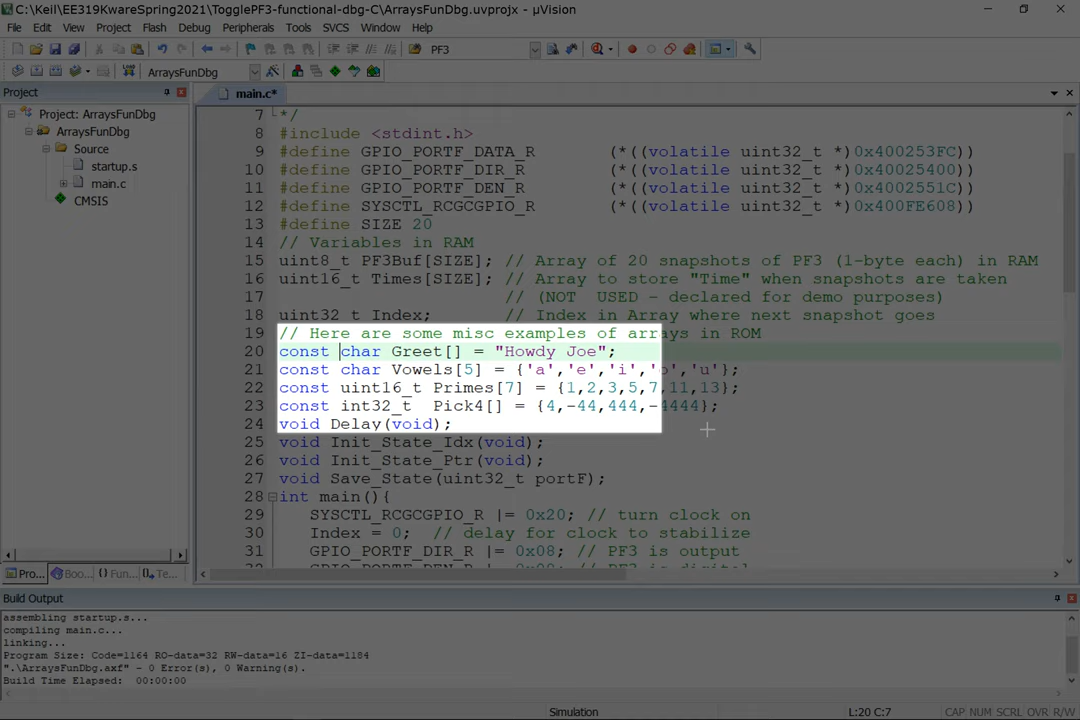 C:\Keil\EE319KwareSpring2021\TogglePF3-functional-dbg-C\ArraysFunDbg.uvprojx - µVision
File Edit View Project Flash Debug Peripherals Tools SVCS Window Help
PF3
ArraysFunDbg
Project
main.c*
Project: ArraysFunDbg
ArraysFunDbg
Source
startup.s
main.c
CMSIS
7 */
8 #include <stdint.h>
9 #define GPIO_PORTF_DATA_R (*((volatile uint32_t *)0x400253FC))
10 #define GPIO_PORTF_DIR_R (*((volatile uint32_t *)0x40025400))
11 #define GPIO_PORTF_DEN_R (*((volatile uint32_t *)0x4002551C))
12 #define SYSCTL_RCGCGPIO_R (*((volatile uint32_t *)0x400FE608))
13 #define SIZE 20
14 // Variables in RAM
15 uint8_t PF3Buf[SIZE]; // Array of 20 snapshots of PF3 (1-byte each) in RAM
16 uint16_t Times[SIZE]; // Array to store "Time" when snapshots are taken
17 // (NOT USED - declared for demo purposes)
18 uint32_t Index; // Index in Array where next snapshot goes
19 // Here are some misc examples of arrays in ROM
20 const char Greet[] = "Howdy Joe";
21 const char Vowels[5] = {'a','e','i','o','u'};
22 const uint16_t Primes[7] = {1,2,3,5,7,11,13};
23 const int32_t Pick4[] = {4,-44,444,-4444};
24 void Delay(void);
25 void Init_State_Idx(void);
26 void Init_State_Ptr(void);
27 void Save_State(uint32_t portF);
28 int main(){
29 SYSCTL_RCGCGPIO_R |= 0x20; // turn clock on
30 Index = 0; // delay for clock to stabilize
31 GPIO_PORTF_DIR_R |= 0x08; // PF3 is output
Pro... Boo... {} Fun... Te...
Build Output
assembling startup.s...
compiling main.c...
linking...
Program Size: Code=1164 RO-data=32 RW-data=16 ZI-data=1184
".\ArraysFunDbg.axf" - 0 Error(s), 0 Warning(s).
Build Time Elapsed: 00:00:00
Simulation L:20 C:7 CAP NUM SCRL OVR R/W